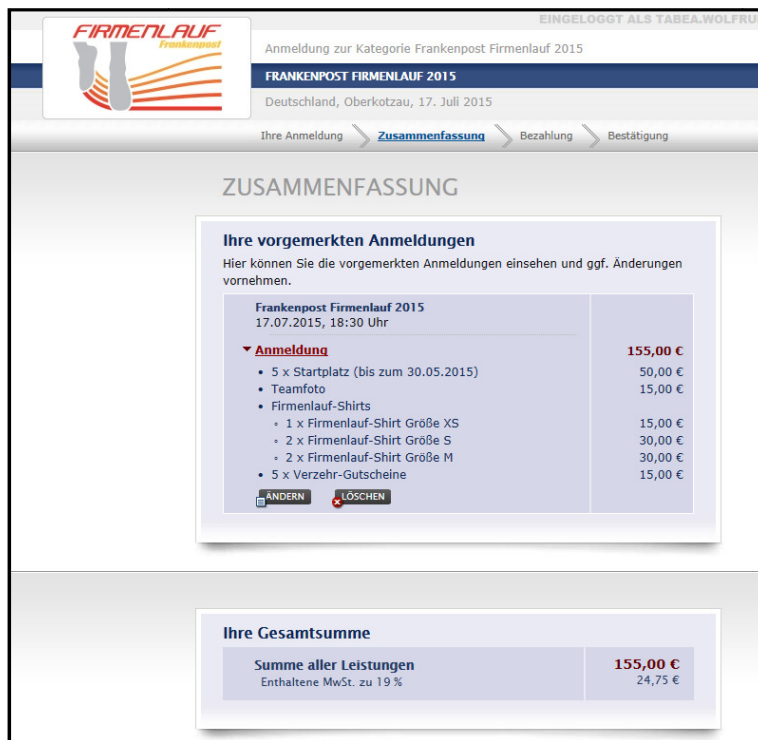 EINGELOGGT ALS TABEA.WOLFRU
FIRMENLAUF
Frankenpost
Anmeldung zur Kategorie Frankenpost Firmenlauf 2015
FRANKENPOST FIRMENLAUF 2015
Deutschland, Oberkotzau, 17. Juli 2015
Ihre Anmeldung Zusammenfassung Bezahlung Bestätigung
ZUSAMMENFASSUNG
Ihre vorgemerkten Anmeldungen
Hier können Sie die vorgemerkten Anmeldungen einsehen und ggf. Änderungen
vornehmen.
Frankenpost Firmenlauf 2015
17.07.2015, 18:30 Uhr
Anmeldung 155,00 €
• 5 x Startplatz (bis zum 30.05.2015) 50,00 €
• Teamfoto 15,00 €
• Firmenlauf-Shirts
◦ 1 x Firmenlauf-Shirt Größe XS 15,00 €
◦ 2 x Firmenlauf-Shirt Größe S 30,00 €
◦ 2 x Firmenlauf-Shirt Größe M 30,00 €
• 5 x Verzehr-Gutscheine 15,00 €
ÄNDERN LÖSCHEN
Ihre Gesamtsumme
Summe aller Leistungen 155,00 €
Enthaltene MwSt. zu 19 % 24,75 €